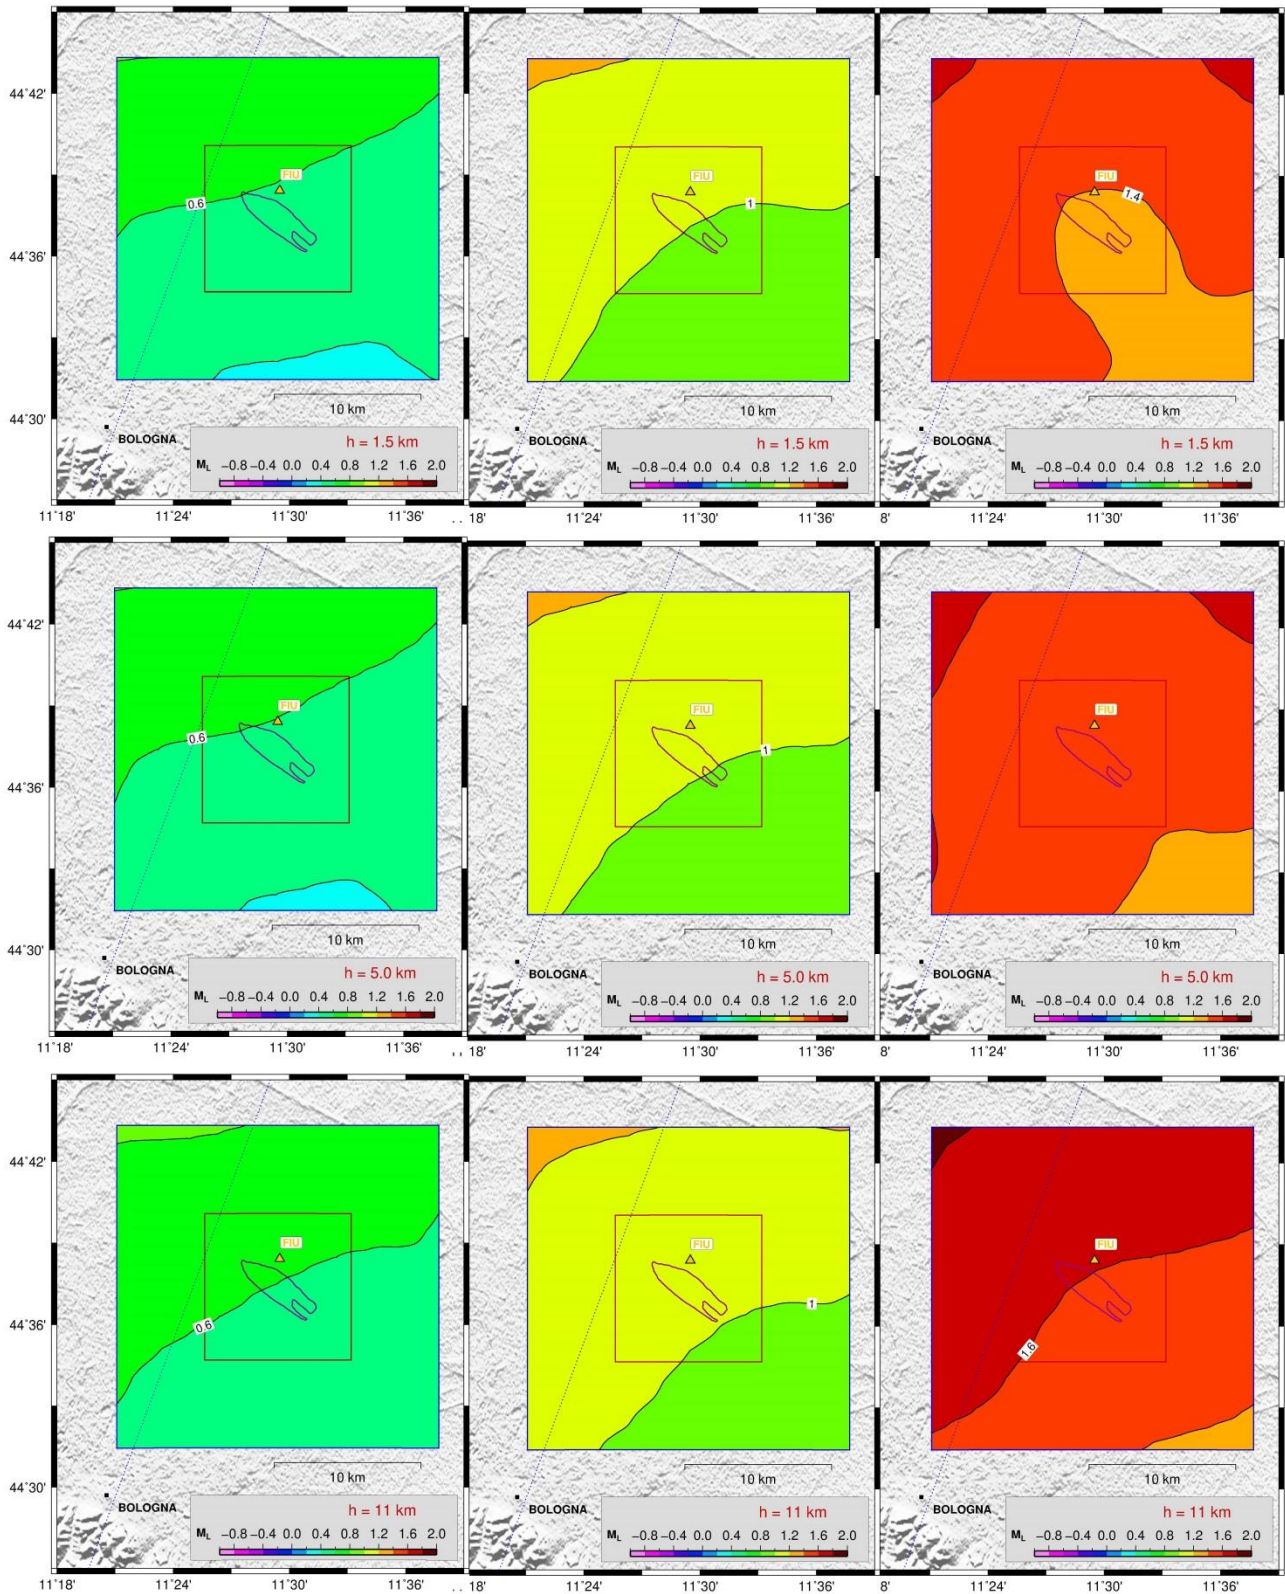 44°42'
44°36'
44°30'
FIU
0.6
10 km
BOLOGNA
h = 1.5 km
ML −0.8 −0.4 0.0 0.4 0.8 1.2 1.6 2.0
11°18' 11°24' 11°30' 11°36'
FIU
1
10 km
BOLOGNA
h = 1.5 km
ML −0.8 −0.4 0.0 0.4 0.8 1.2 1.6 2.0
18' 11°24' 11°30' 11°36'
FIU
1.4
10 km
BOLOGNA
h = 1.5 km
ML −0.8 −0.4 0.0 0.4 0.8 1.2 1.6 2.0
8' 11°24' 11°30' 11°36'
44°42'
44°36'
44°30'
FIU
0.6
10 km
BOLOGNA
h = 5.0 km
ML −0.8 −0.4 0.0 0.4 0.8 1.2 1.6 2.0
11°18' 11°24' 11°30' 11°36'
FIU
1
10 km
BOLOGNA
h = 5.0 km
ML −0.8 −0.4 0.0 0.4 0.8 1.2 1.6 2.0
18' 11°24' 11°30' 11°36'
FIU
10 km
BOLOGNA
h = 5.0 km
ML −0.8 −0.4 0.0 0.4 0.8 1.2 1.6 2.0
8' 11°24' 11°30' 11°36'
44°42'
44°36'
44°30'
FIU
0.6
10 km
BOLOGNA
h = 11 km
ML −0.8 −0.4 0.0 0.4 0.8 1.2 1.6 2.0
11°18' 11°24' 11°30' 11°36'
FIU
1
10 km
BOLOGNA
h = 11 km
ML −0.8 −0.4 0.0 0.4 0.8 1.2 1.6 2.0
18' 11°24' 11°30' 11°36'
FIU
1.6
10 km
BOLOGNA
h = 11 km
ML −0.8 −0.4 0.0 0.4 0.8 1.2 1.6 2.0
8' 11°24' 11°30' 11°36'